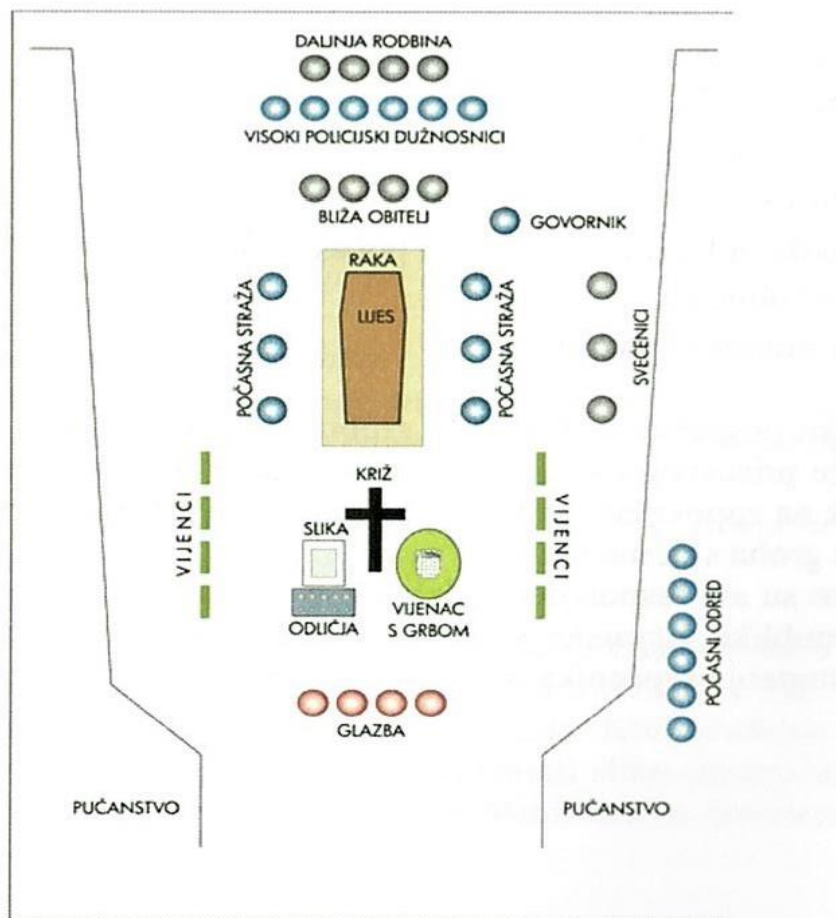 DALJNJA RODBINA
VISOKI POLICIJSKI DUŽNOSNICI
BLIŽA OBITELJ
GOVORNIK
RAKA
LIJES
POČASNA STRAŽA
POČASNA STRAŽA
SVEĆENICI
KRIŽ
VIJENCI
SLIKA
VIJENCI
ODLIČJA
VIJENAC
S GRBOM
POČASNI ODRED
GLAZBA
PUČANSTVO
PUČANSTVO